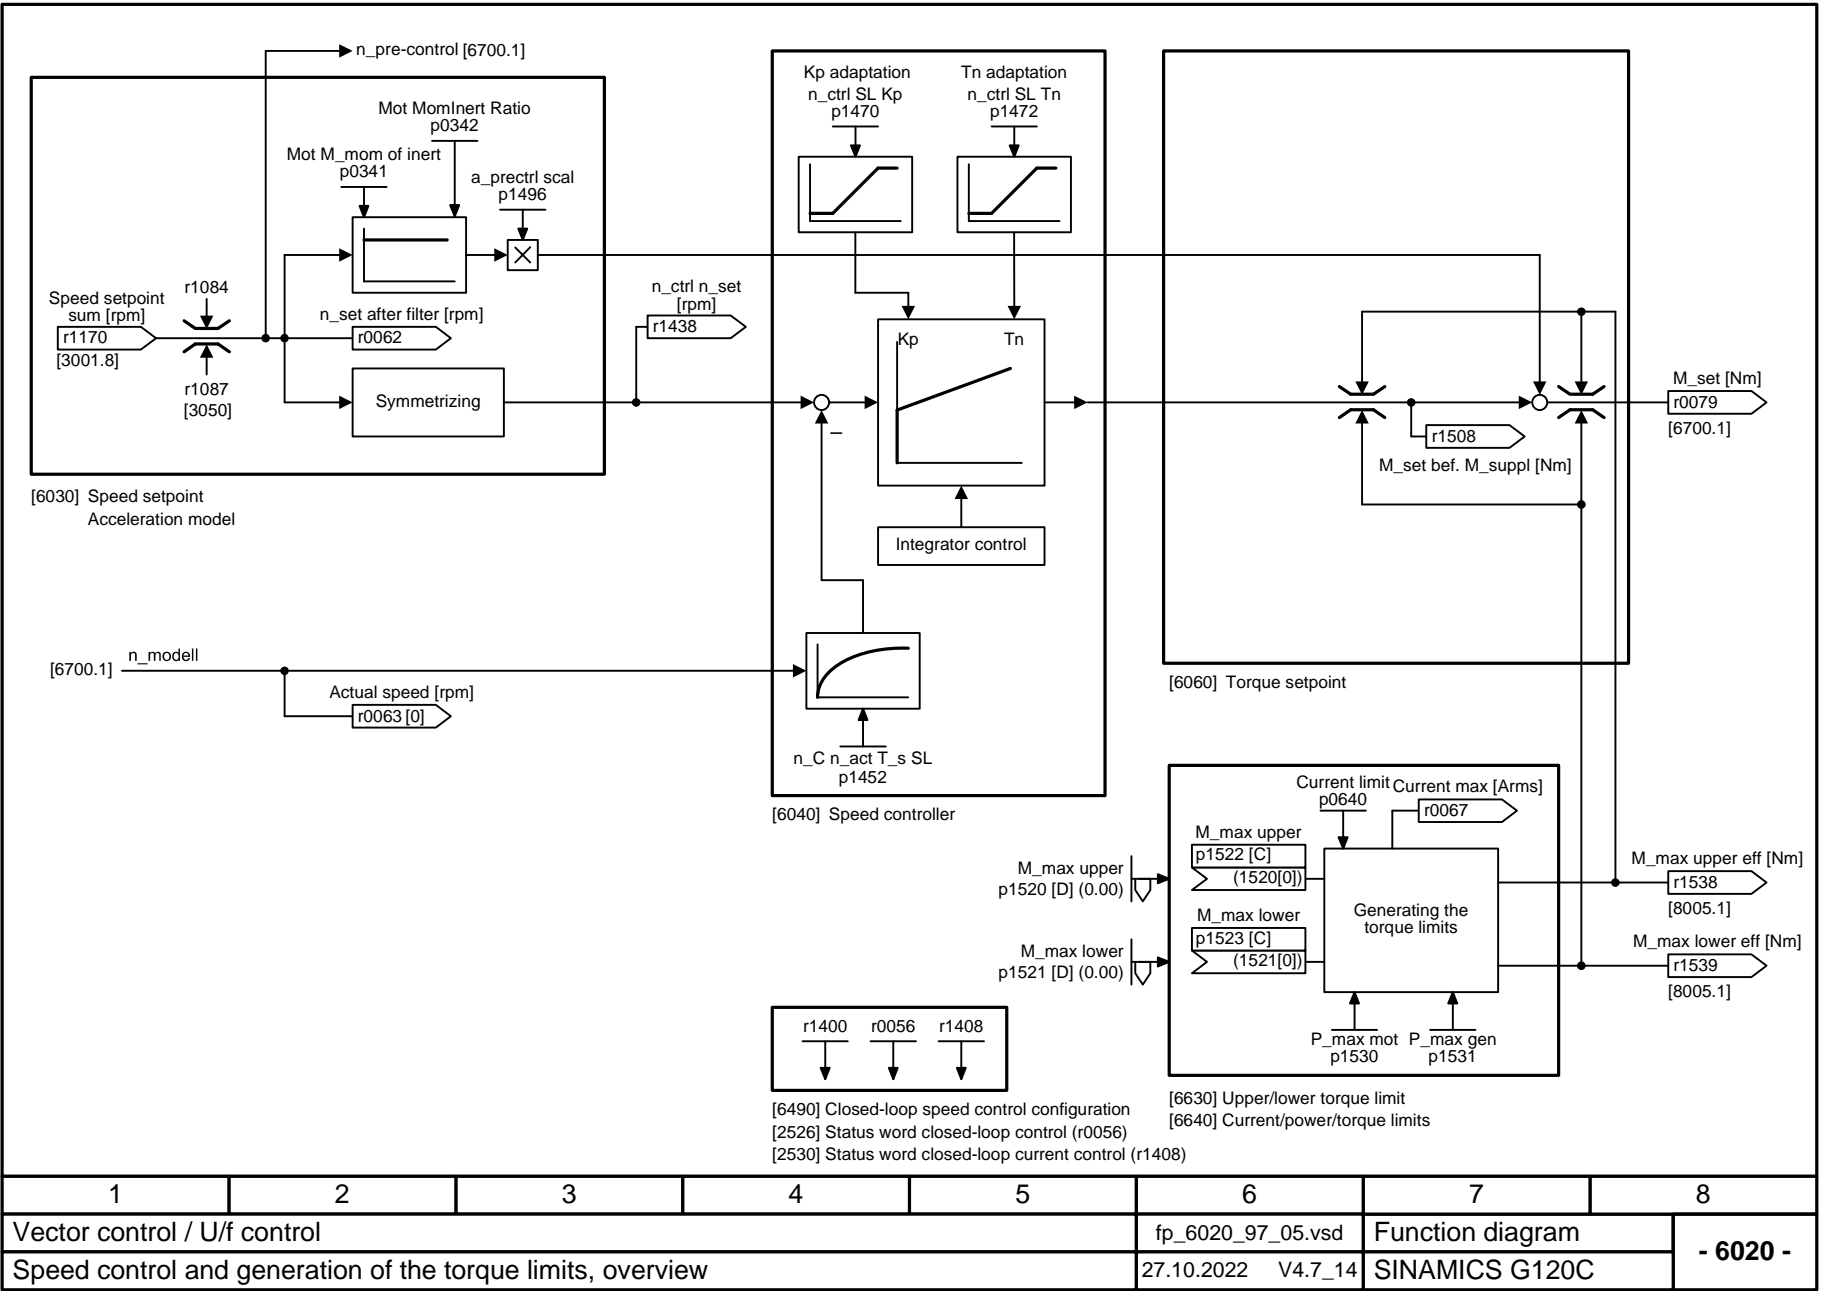 n_pre-control [6700.1]
Mot MomInert Ratio
p0342
Mot M_mom of inert
p0341
a_prectrl scal
p1496
r1084
Speed setpoint
sum [rpm]
r1170
[3001.8]
r1087
[3050]
n_set after filter [rpm]
r0062
Symmetrizing
[6030] Speed setpoint
Acceleration model
n_ctrl n_set
[rpm]
r1438
Kp adaptation
n_ctrl SL Kp
p1470
Tn adaptation
n_ctrl SL Tn
p1472
Kp
Tn
–
Integrator control
[6700.1]
n_modell
Actual speed [rpm]
r0063 [0]
n_C n_act T_s SL
p1452
[6040] Speed controller
M_set [Nm]
r0079
[6700.1]
r1508
M_set bef. M_suppl [Nm]
[6060] Torque setpoint
Current limit
p0640
Current max [Arms]
r0067
M_max upper
p1522 [C]
(1520[0])
M_max upper
p1520 [D] (0.00)
M_max lower
p1523 [C]
(1521[0])
M_max lower
p1521 [D] (0.00)
Generating the
torque limits
M_max upper eff [Nm]
r1538
[8005.1]
M_max lower eff [Nm]
r1539
[8005.1]
P_max mot
p1530
P_max gen
p1531
[6630] Upper/lower torque limit
[6640] Current/power/torque limits
r1400 r0056 r1408
[6490] Closed-loop speed control configuration
[2526] Status word closed-loop control (r0056)
[2530] Status word closed-loop current control (r1408)
1 2 3 4 5 6 7 8
Vector control / U/f control
fp_6020_97_05.vsd
Function diagram
- 6020 -
Speed control and generation of the torque limits, overview
27.10.2022 V4.7_14
SINAMICS G120C